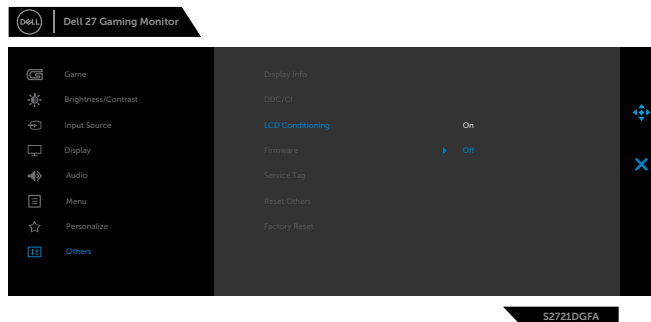 DELL
Dell 27 Gaming Monitor
Game
Display Info
Brightness/Contrast
DDC/CI
Input Source
LCD Conditioning
On
Display
Firmware
Off
Audio
Service Tag
Menu
Reset Others
Personalize
Factory Reset
Others
S2721DGFA